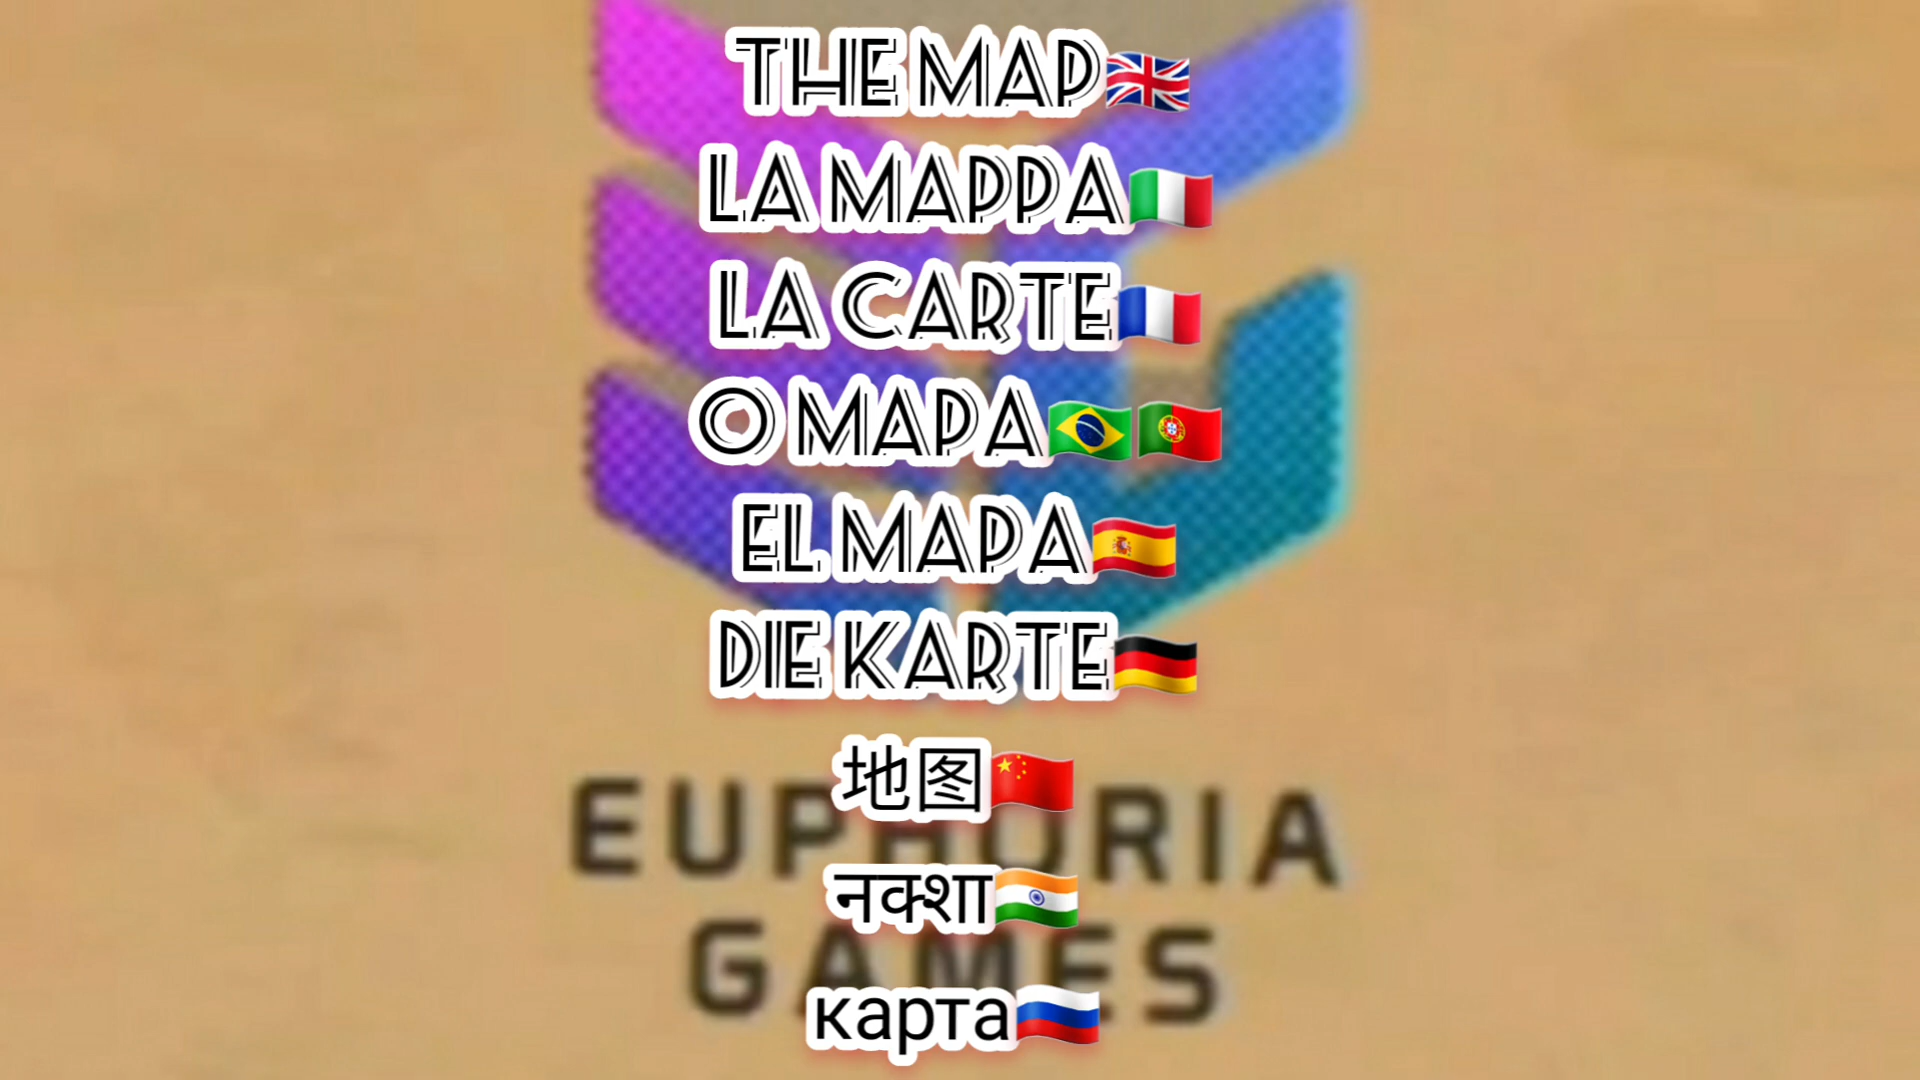 THE MAP🇬🇧
LA MAPPA🇮🇹
LA CARTE🇫🇷
O MAPA🇧🇷🇵🇹
EL MAPA🇪🇸
DIE KARTE🇩🇪
地图🇨🇳
नक्शा🇮🇳
карта🇷🇺
EUPHORIA
GAMES